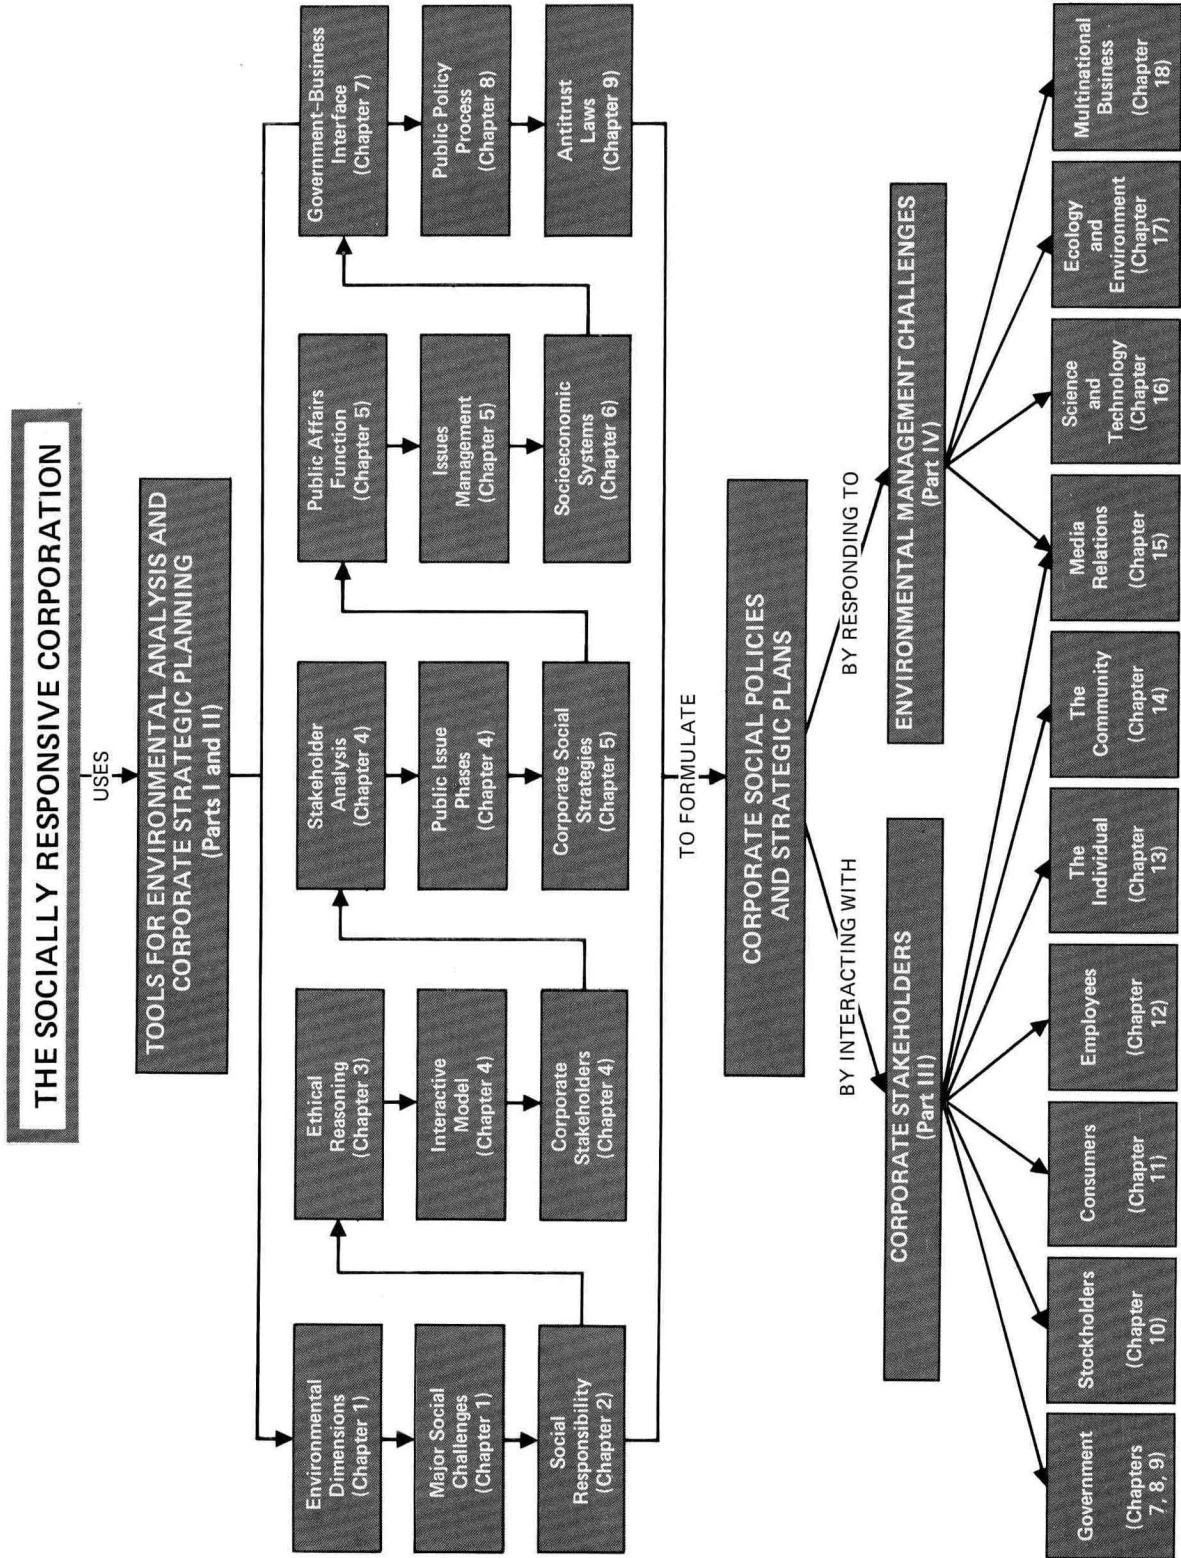 THE SOCIALLY RESPONSIVE CORPORATION
USES
TOOLS FOR ENVIRONMENTAL ANALYSIS AND
CORPORATE STRATEGIC PLANNING
(Parts I and II)
Environmental
Dimensions
(Chapter 1)
Major Social
Challenges
(Chapter 1)
Social
Responsibility
(Chapter 2)
Ethical
Reasoning
(Chapter 3)
Interactive
Model
(Chapter 4)
Corporate
Stakeholders
(Chapter 4)
Stakeholder
Analysis
(Chapter 4)
Public Issue
Phases
(Chapter 4)
Corporate Social
Strategies
(Chapter 5)
Public Affairs
Function
(Chapter 5)
Issues
Management
(Chapter 5)
Socioeconomic
Systems
(Chapter 6)
Government–Business
Interface
(Chapter 7)
Public Policy
Process
(Chapter 8)
Antitrust
Laws
(Chapter 9)
TO FORMULATE
CORPORATE SOCIAL POLICIES
AND STRATEGIC PLANS
BY INTERACTING WITH
BY RESPONDING TO
CORPORATE STAKEHOLDERS
(Part III)
ENVIRONMENTAL MANAGEMENT CHALLENGES
(Part IV)
Government
(Chapters
7, 8, 9)
Stockholders
(Chapter
10)
Consumers
(Chapter
11)
Employees
(Chapter
12)
The
Individual
(Chapter
13)
The
Community
(Chapter
14)
Media
Relations
(Chapter
15)
Science
and
Technology
(Chapter
16)
Ecology
and
Environment
(Chapter
17)
Multinational
Business
(Chapter
18)